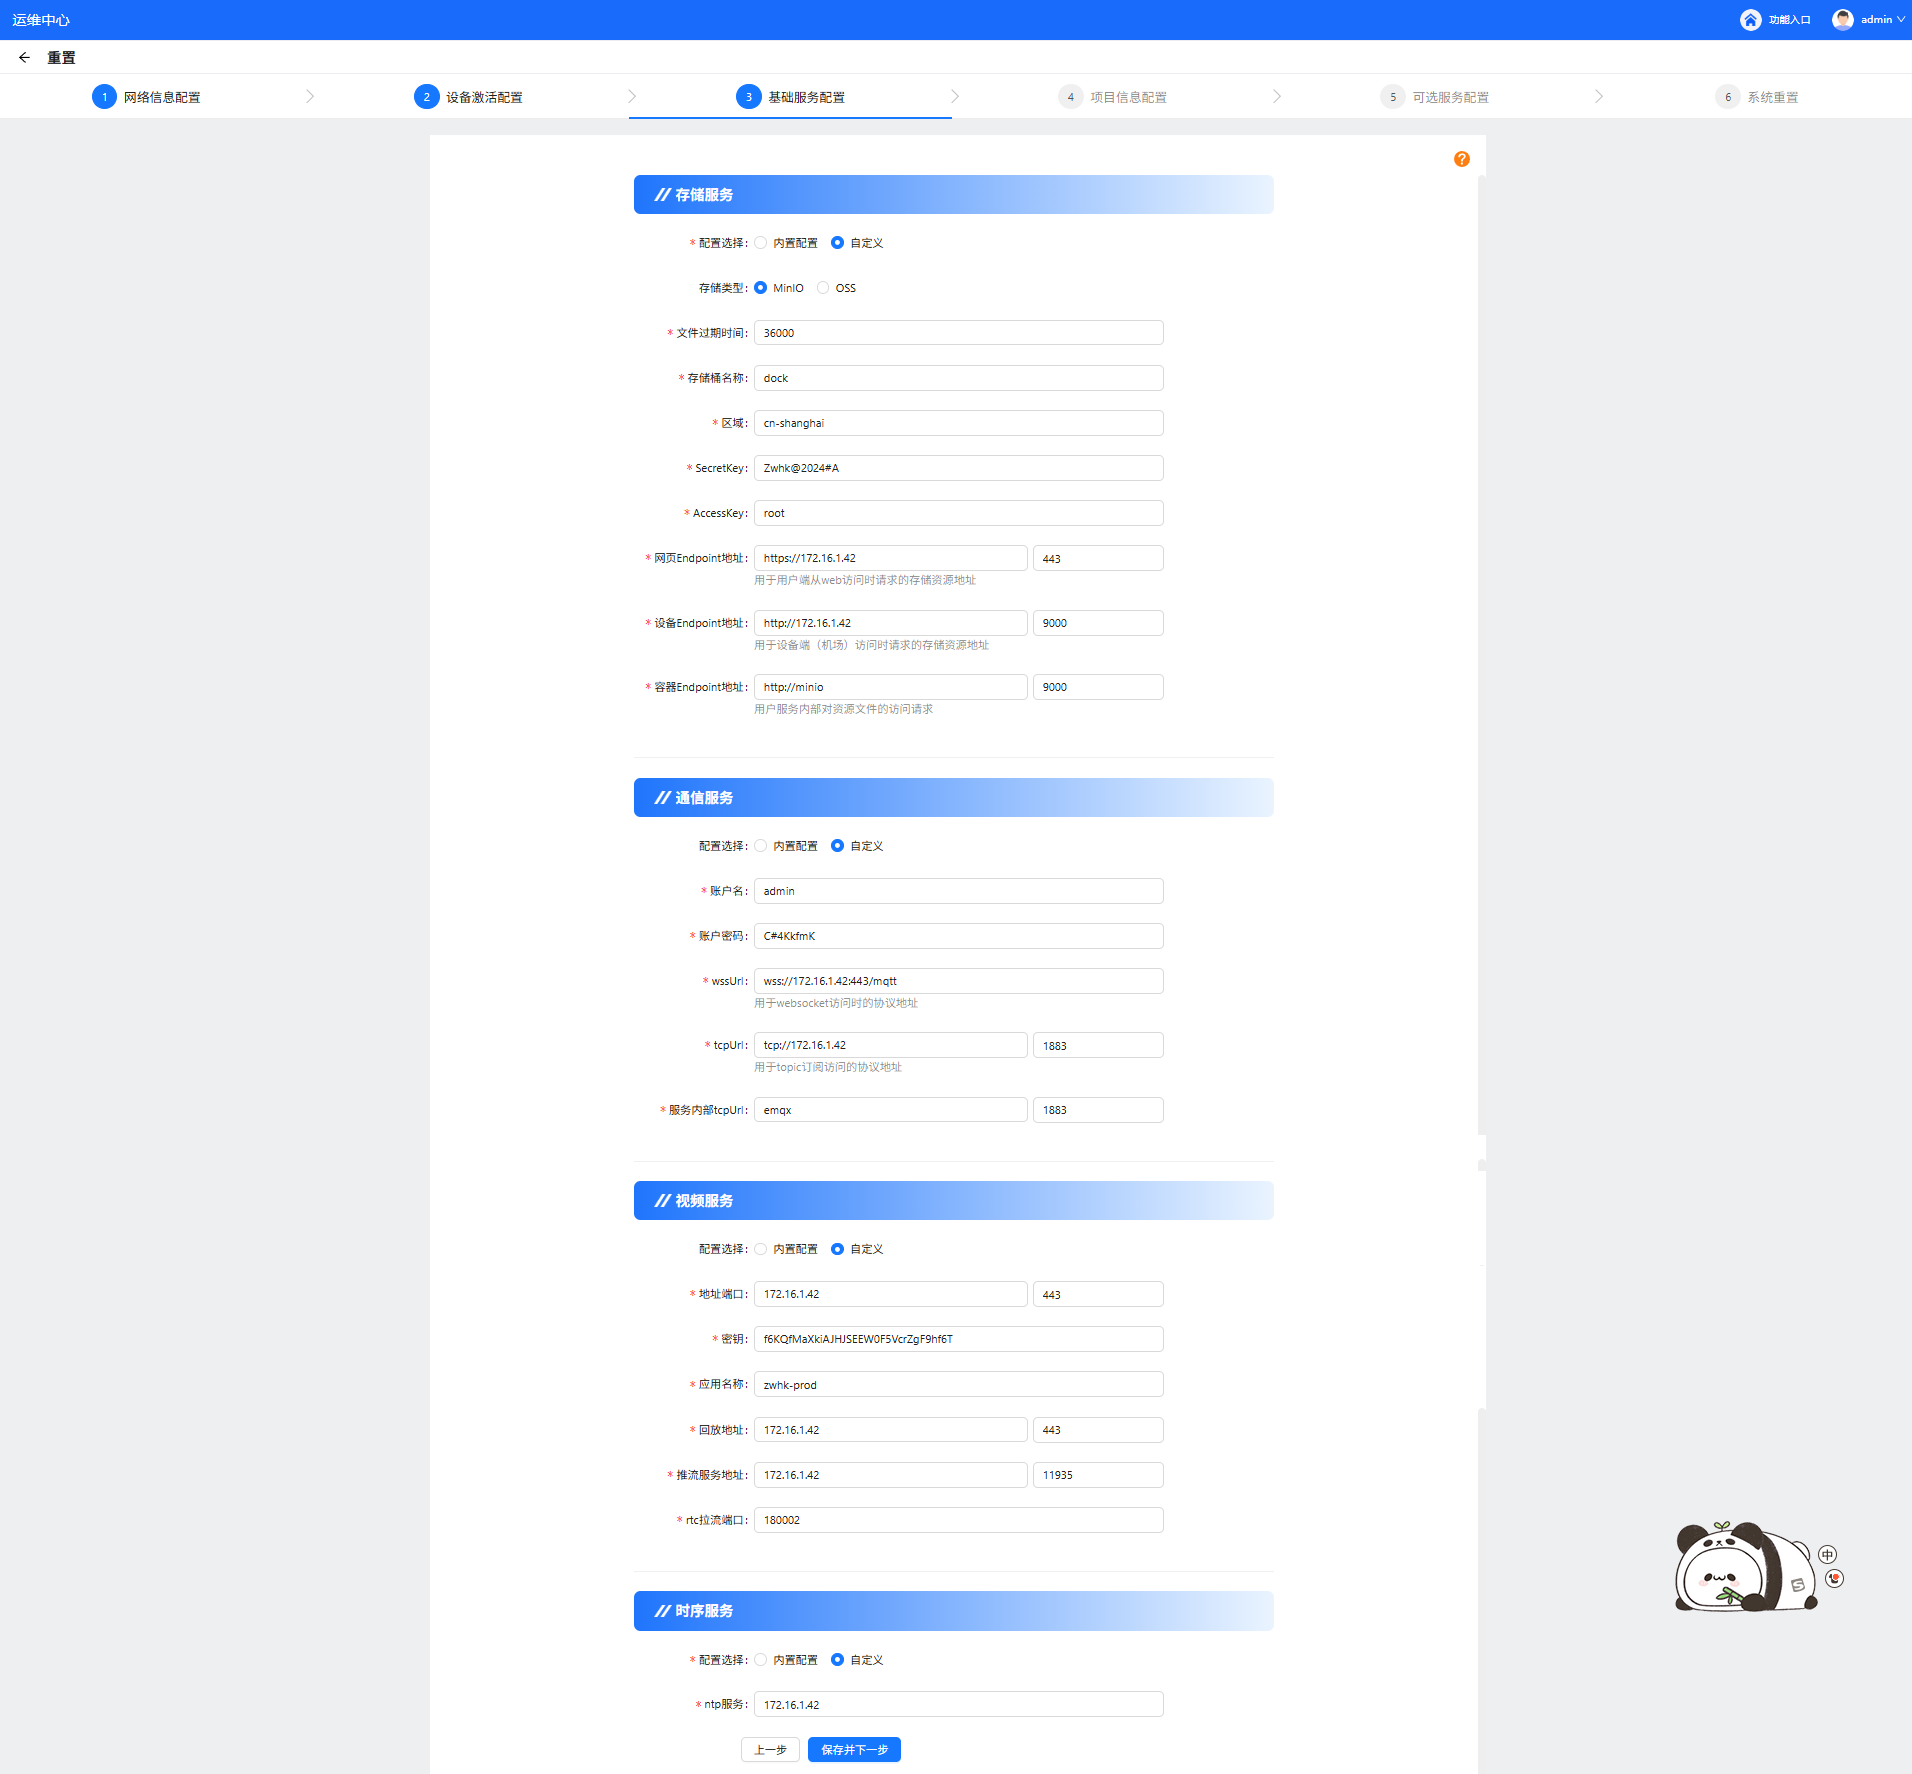 运维中心
功能入口
admin
重置
1 网络信息配置
2 设备激活配置
3 基础服务配置
4 项目信息配置
5 可选服务配置
6 系统重置
?
// 存储服务
* 配置选择: 内置配置 自定义
存储类型: MinIO OSS
* 文件过期时间: 36000
* 存储桶名称: dock
* 区域: cn-shanghai
* SecretKey: Zwhk@2024#A
* AccessKey: root
* 网页Endpoint地址: https://172.16.1.42 443
用于用户端从web访问时请求的存储资源地址
* 设备Endpoint地址: http://172.16.1.42 9000
用于设备端（机场）访问时请求的存储资源地址
* 容器Endpoint地址: http://minio 9000
用户服务内部对资源文件的访问请求
// 通信服务
配置选择: 内置配置 自定义
* 账户名: admin
* 账户密码: C#4KkfmK
* wssUrl: wss://172.16.1.42:443/mqtt
用于websocket访问时的协议地址
* tcpUrl: tcp://172.16.1.42 1883
用于topic订阅访问的协议地址
* 服务内部tcpUrl: emqx 1883
// 视频服务
配置选择: 内置配置 自定义
* 地址端口: 172.16.1.42 443
* 密钥: f6KQfMaXkiAJHJSEEW0F5VcrZgF9hf6T
* 应用名称: zwhk-prod
* 回放地址: 172.16.1.42 443
* 推流服务地址: 172.16.1.42 11935
* rtc拉流端口: 180002
中
S
// 时序服务
* 配置选择: 内置配置 自定义
* ntp服务: 172.16.1.42
上一步 保存并下一步